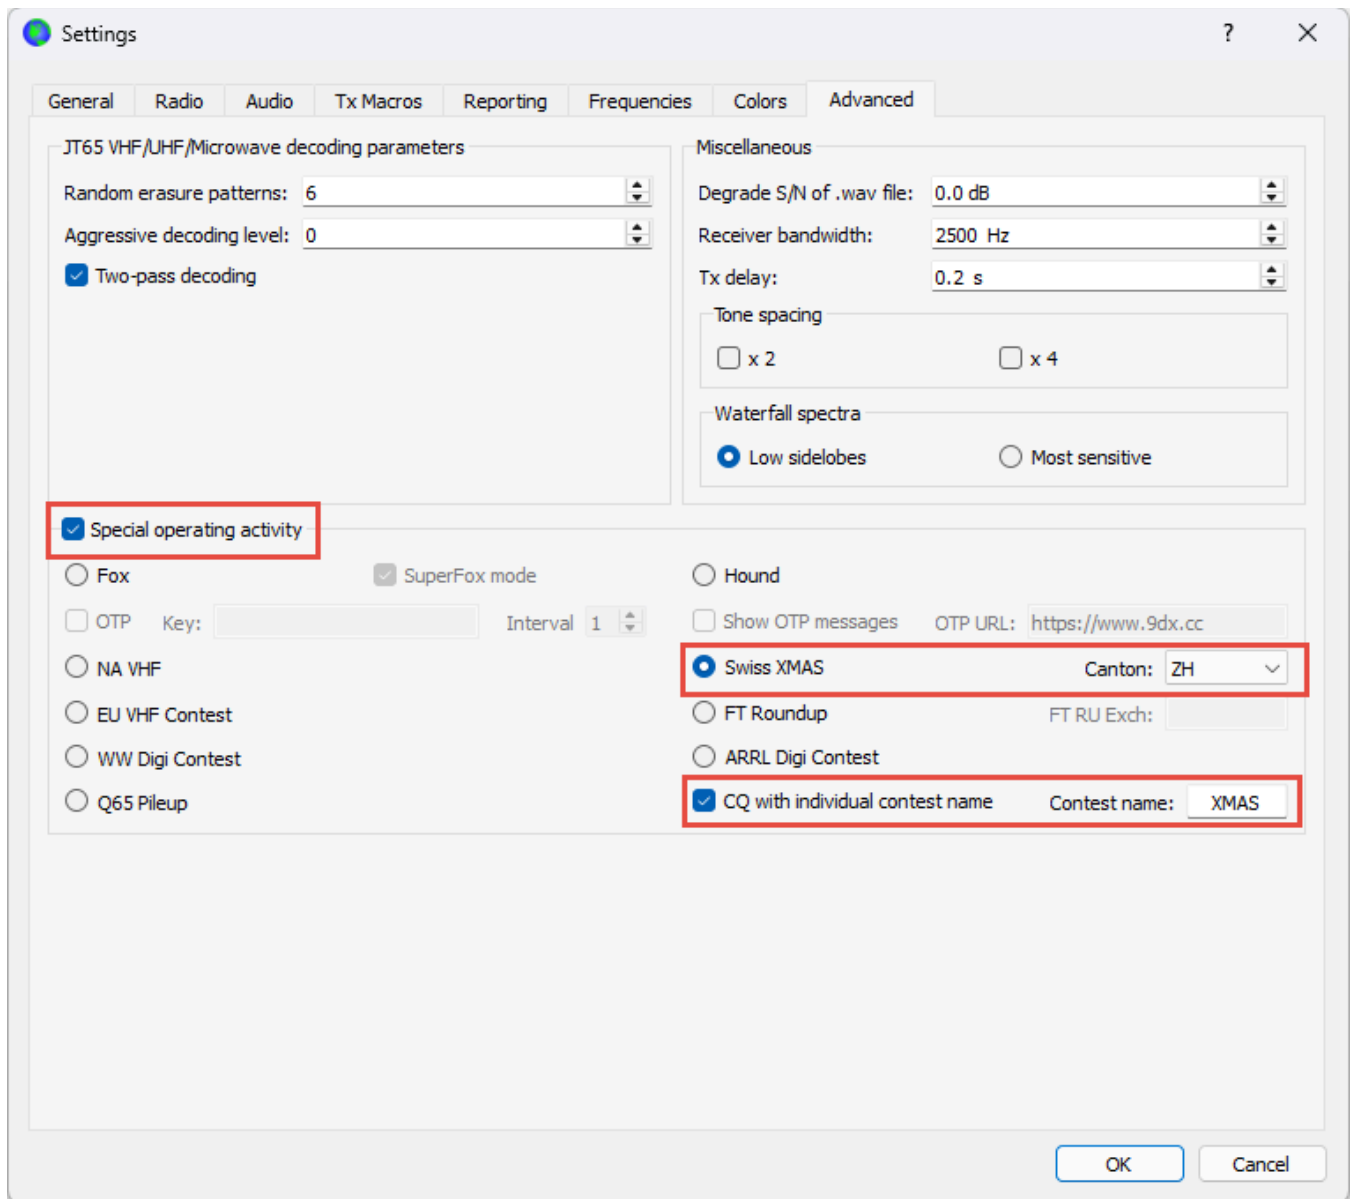 Settings ?
General Radio Audio Tx Macros Reporting Frequencies Colors Advanced
JT65 VHF/UHF/Microwave decoding parameters
Random erasure patterns: 6
Aggressive decoding level: 0
Two-pass decoding
Miscellaneous
Degrade S/N of .wav file: 0.0 dB
Receiver bandwidth: 2500 Hz
Tx delay: 0.2 s
Tone spacing
x 2 x 4
Waterfall spectra
Low sidelobes Most sensitive
Special operating activity
Fox SuperFox mode Hound
OTP Key: Interval 1 Show OTP messages OTP URL: https://www.9dx.cc
NA VHF Swiss XMAS Canton: ZH
EU VHF Contest FT Roundup FT RU Exch:
WW Digi Contest ARRL Digi Contest
Q65 Pileup CQ with individual contest name Contest name: XMAS
OK Cancel